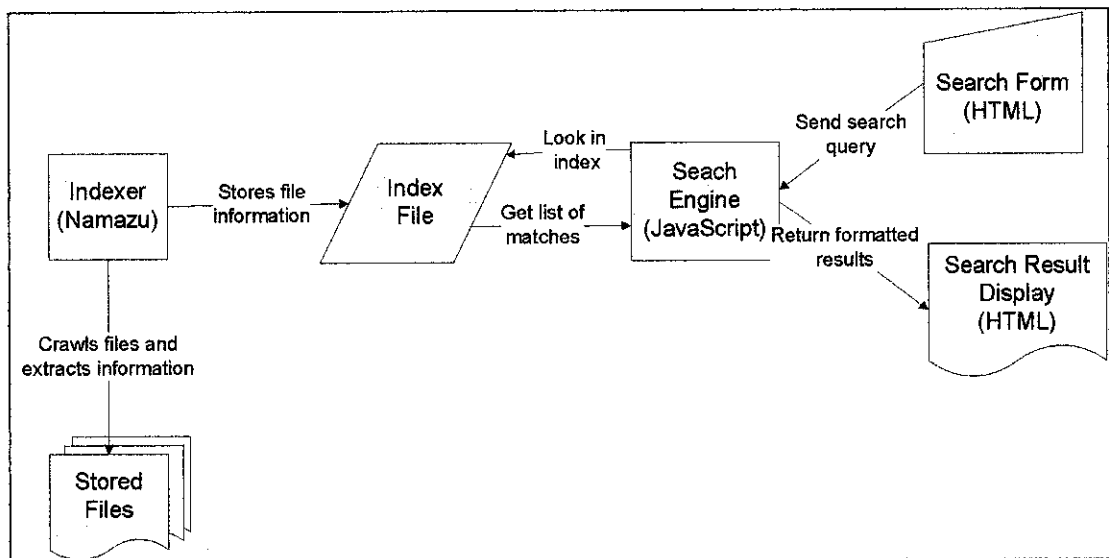 Search Form
(HTML)
Send search
query
Look in
index
Seach
Engine
(JavaScript)
Indexer
(Namazu)
Stores file
information
Index
File
Get list of
matches
Return formatted
results
Search Result
Display
(HTML)
Crawls files and
extracts information
Stored
Files